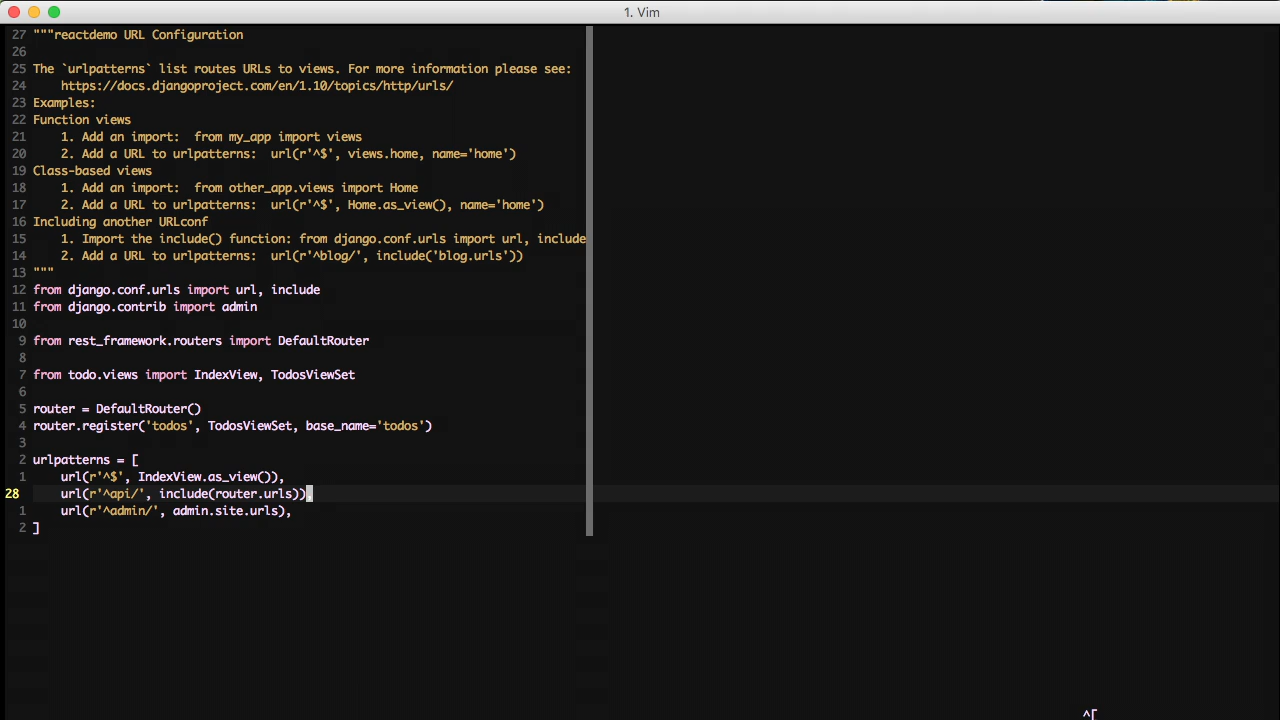 1. Vim
27 """reactdemo URL Configuration
26
25 The `urlpatterns` list routes URLs to views. For more information please see:
24     https://docs.djangoproject.com/en/1.10/topics/http/urls/
23 Examples:
22 Function views
21     1. Add an import:  from my_app import views
20     2. Add a URL to urlpatterns:  url(r'^$', views.home, name='home')
19 Class-based views
18     1. Add an import:  from other_app.views import Home
17     2. Add a URL to urlpatterns:  url(r'^$', Home.as_view(), name='home')
16 Including another URLconf
15     1. Import the include() function: from django.conf.urls import url, include
14     2. Add a URL to urlpatterns:  url(r'^blog/', include('blog.urls'))
13 """
12 from django.conf.urls import url, include
11 from django.contrib import admin
10
9 from rest_framework.routers import DefaultRouter
8
7 from todo.views import IndexView, TodosViewSet
6
5 router = DefaultRouter()
4 router.register('todos', TodosViewSet, base_name='todos')
3
2 urlpatterns = [
1     url(r'^$', IndexView.as_view()),
28     url(r'^api/', include(router.urls)),
1     url(r'^admin/', admin.site.urls),
2 ]
^[